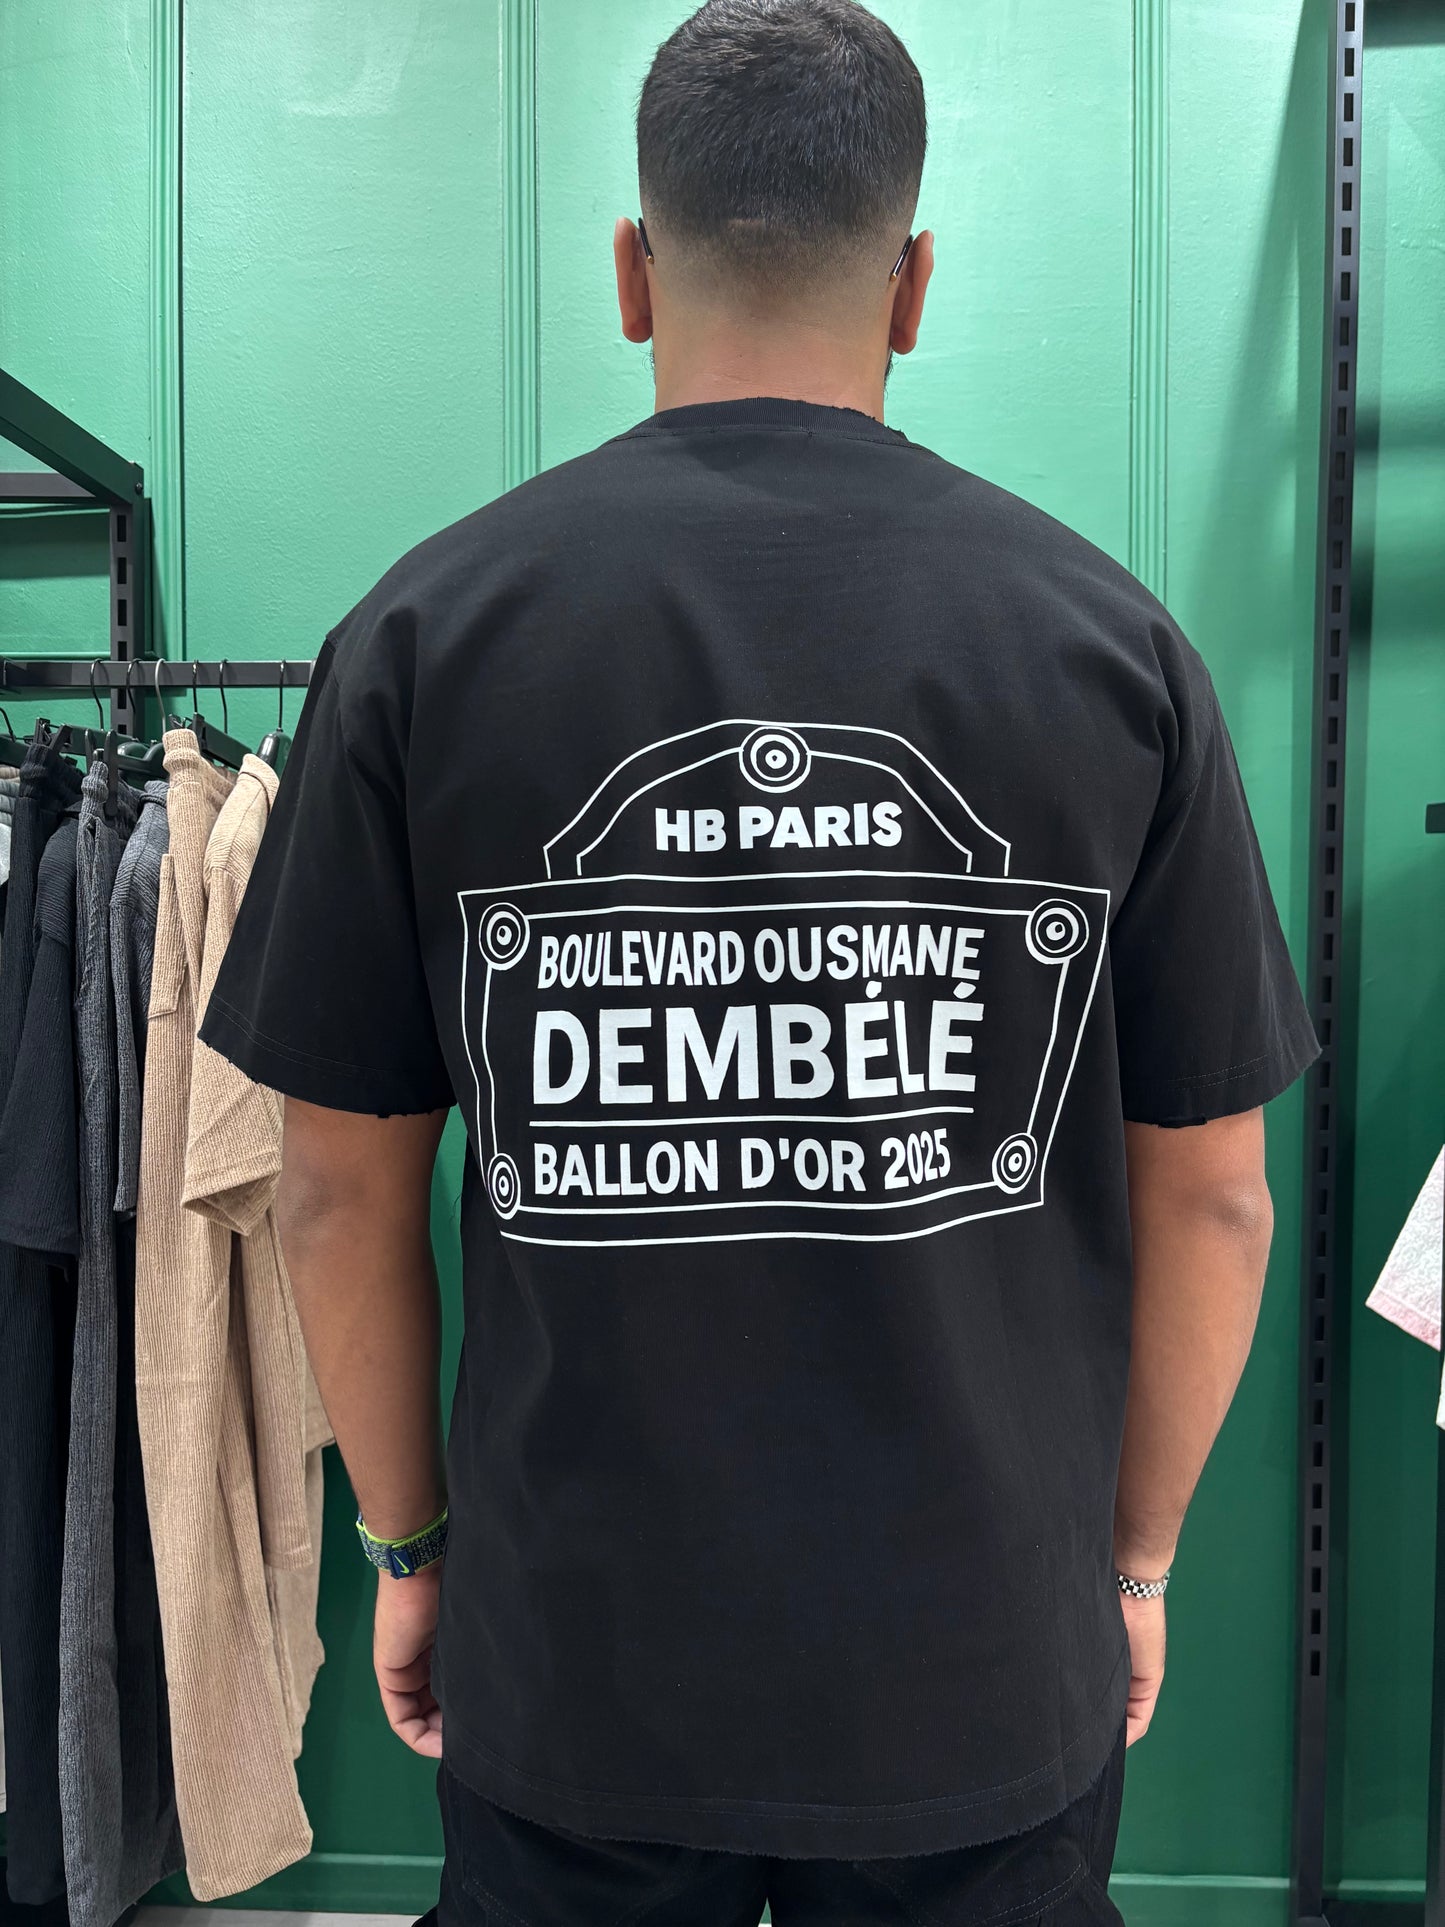 HB PARIS
BOULEVARD OUSMANE
DEMBÉLÉ
BALLON D'OR 2025